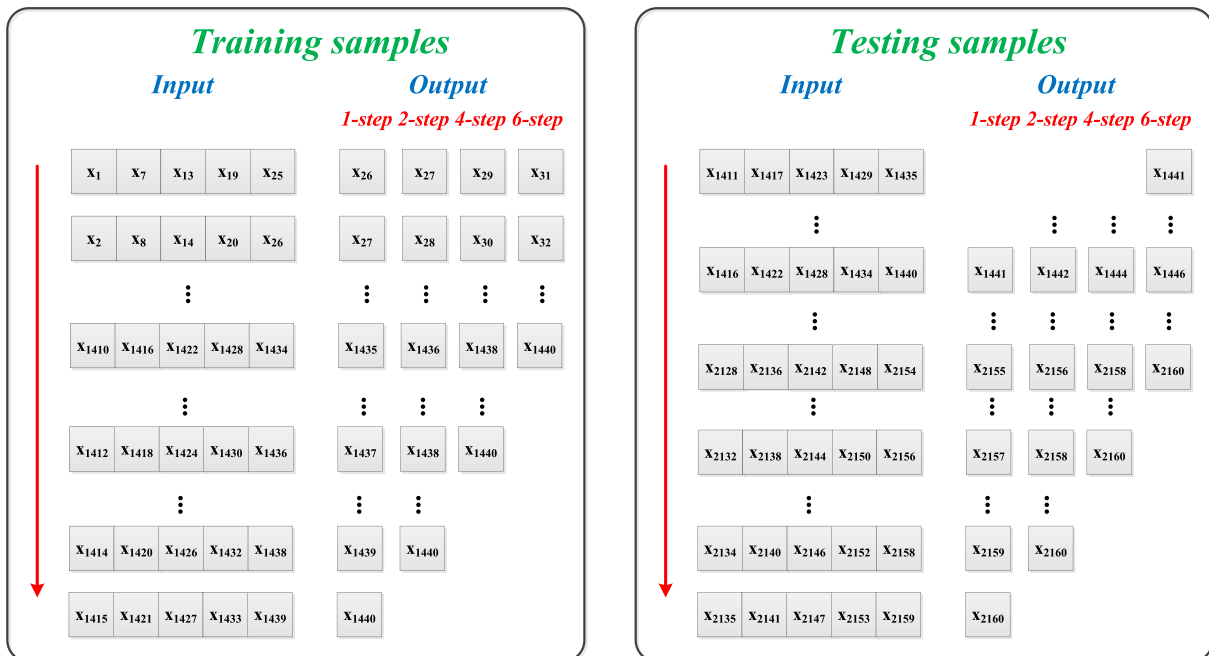 Training samples
Input Output
1-step 2-step 4-step 6-step
x1 x7 x13 x19 x25 x26 x27 x29 x31
x2 x8 x14 x20 x26 x27 x28 x30 x32
x1410 x1416 x1422 x1428 x1434 x1435 x1436 x1438 x1440
x1412 x1418 x1424 x1430 x1436 x1437 x1438 x1440
x1414 x1420 x1426 x1432 x1438 x1439 x1440
x1415 x1421 x1427 x1433 x1439 x1440
Testing samples
Input Output
1-step 2-step 4-step 6-step
x1411 x1417 x1423 x1429 x1435 x1441
x1416 x1422 x1428 x1434 x1440 x1441 x1442 x1444 x1446
x2128 x2136 x2142 x2148 x2154 x2155 x2156 x2158 x2160
x2132 x2138 x2144 x2150 x2156 x2157 x2158 x2160
x2134 x2140 x2146 x2152 x2158 x2159 x2160
x2135 x2141 x2147 x2153 x2159 x2160